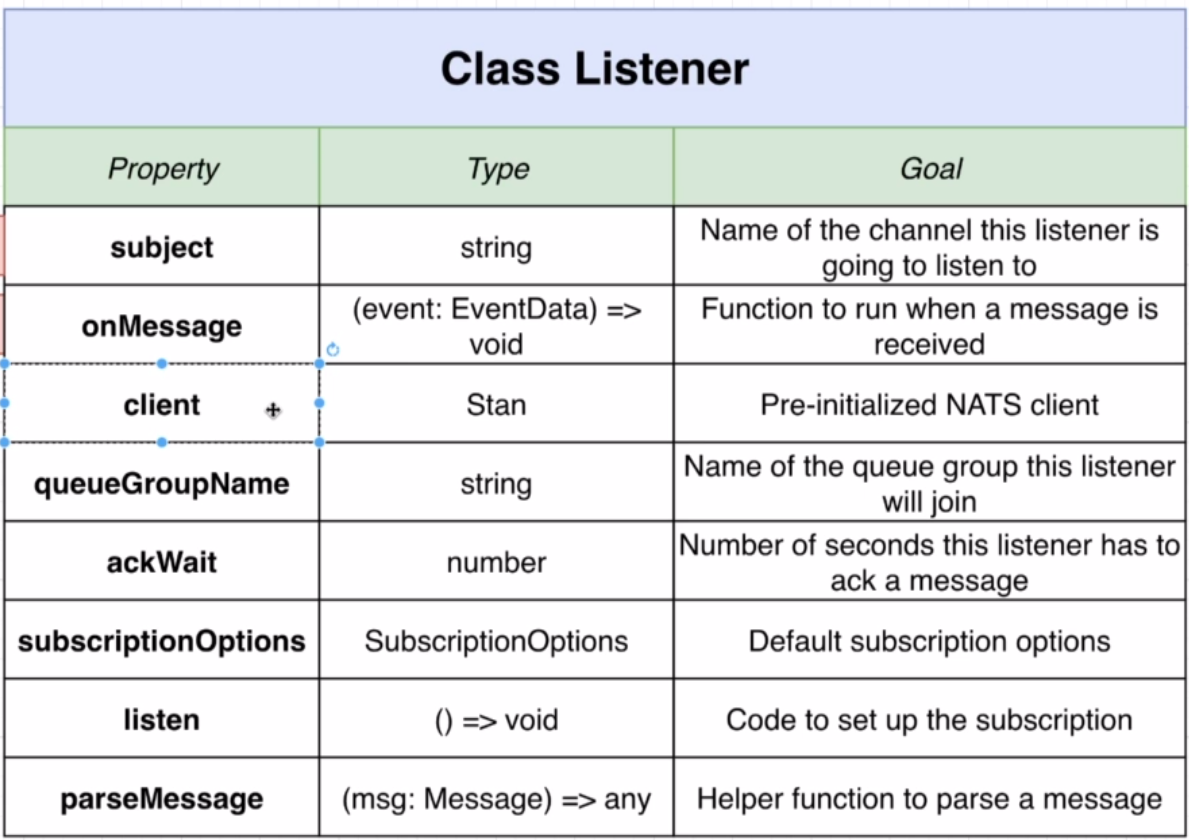 Class Listener
Property
Type
Goal
subject
string
Name of the channel this listener is
going to listen to
onMessage
(event: EventData) =>
void
Function to run when a message is
received
client
Stan
Pre-initialized NATS client
queueGroupName
string
Name of the queue group this listener
will join
ackWait
number
Number of seconds this listener has to
ack a message
subscriptionOptions
SubscriptionOptions
Default subscription options
listen
() => void
Code to set up the subscription
parseMessage
(msg: Message) => any
Helper function to parse a message